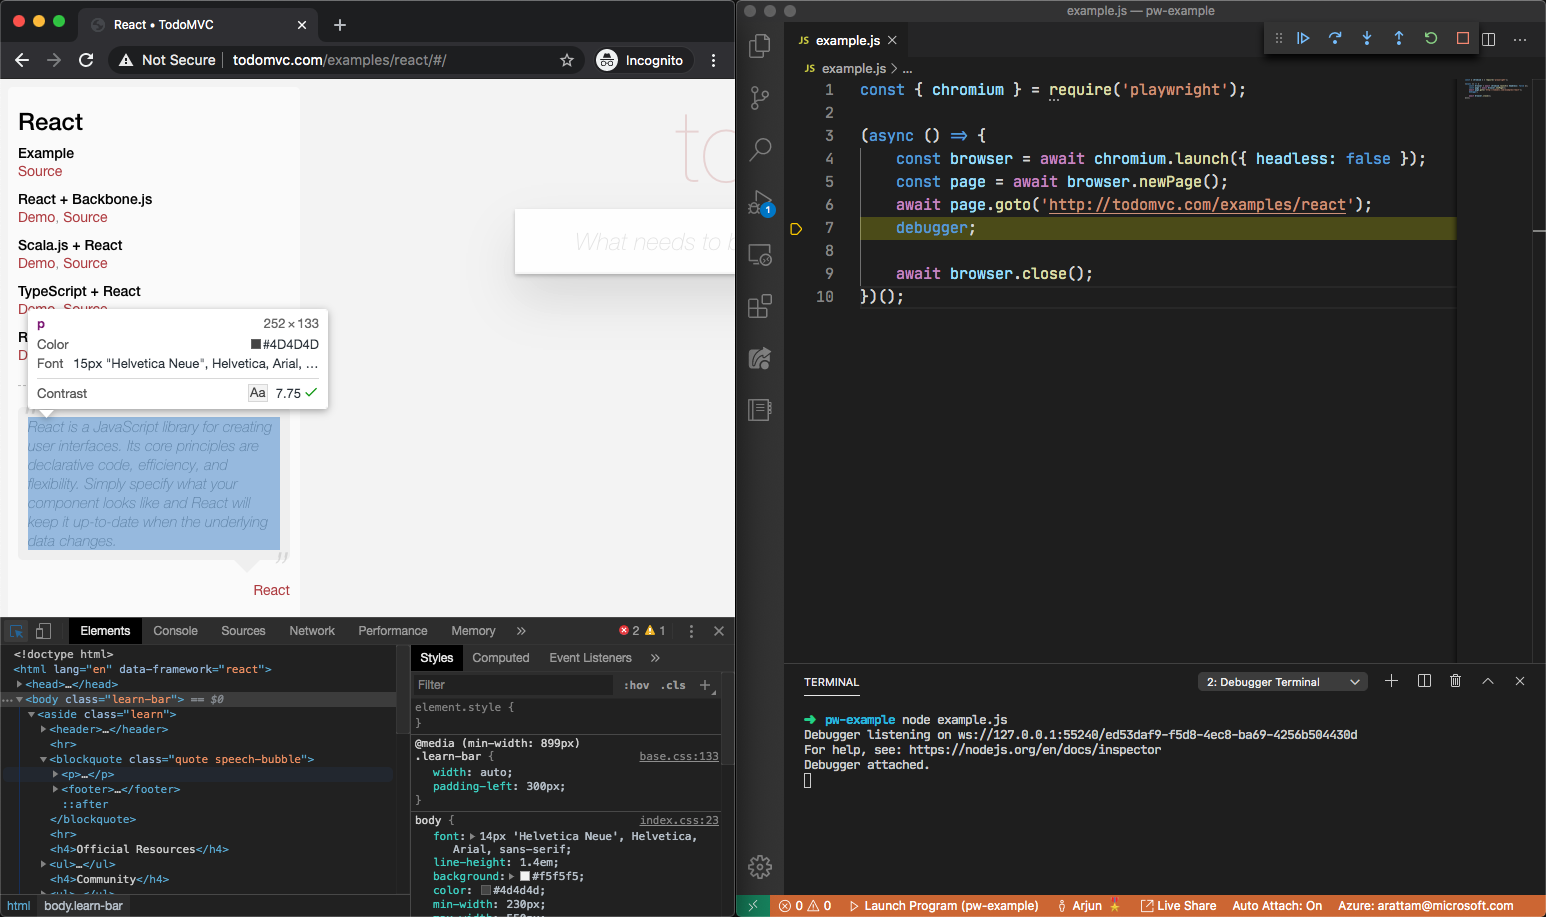 React • TodoMVC
Not Secure
todomvc.com/examples/react/#/
Incognito
React
Example
Source
React + Backbone.js
Demo, Source
Scala.js + React
Demo, Source
TypeScript + React
Demo, Source
R
D
p
252 × 133
Color
#4D4D4D
Font 15px "Helvetica Neue", Helvetica, Arial, …
Contrast
Aa 7.75
React is a JavaScript library for creating
user interfaces. Its core principles are
declarative code, efficiency, and
flexibility. Simply specify what your
component looks like and React will
keep it up-to-date when the underlying
data changes.
”
React
to
What needs to b
Elements Console Sources Network Performance Memory »
2 1
<!doctype html>
<html lang="en" data-framework="react">
<head>…</head>
<body class="learn-bar"> == $0
<aside class="learn">
<header>…</header>
<hr>
<blockquote class="quote speech-bubble">
<p>…</p>
<footer>…</footer>
::after
</blockquote>
<hr>
<h4>Official Resources</h4>
<ul>…</ul>
<h4>Community</h4>
<ul>…</ul>
html body.learn-bar
Styles Computed Event Listeners »
Filter
:hov .cls +
element.style {
}
@media (min-width: 899px)
.learn-bar {
base.css:133
width: auto;
padding-left: 300px;
}
body {
index.css:23
font: 14px 'Helvetica Neue', Helvetica,
Arial, sans-serif;
line-height: 1.4em;
background: #f5f5f5;
color: #4d4d4d;
min-width: 230px;
max-width: 550px;
example.js — pw-example
JS example.js
JS example.js > ...
1 const { chromium } = require('playwright');
2
3 (async () => {
4 const browser = await chromium.launch({ headless: false });
5 const page = await browser.newPage();
6 await page.goto('http://todomvc.com/examples/react');
7 debugger;
8
9 await browser.close();
10 })();
1
TERMINAL
2: Debugger Terminal
➜ pw-example node example.js
Debugger listening on ws://127.0.0.1:55240/ed53daf9-f5d8-4ec8-ba69-4256b504430d
For help, see: https://nodejs.org/en/docs/inspector
Debugger attached.
0 0 Launch Program (pw-example) Arjun Live Share Auto Attach: On Azure: arattam@microsoft.com